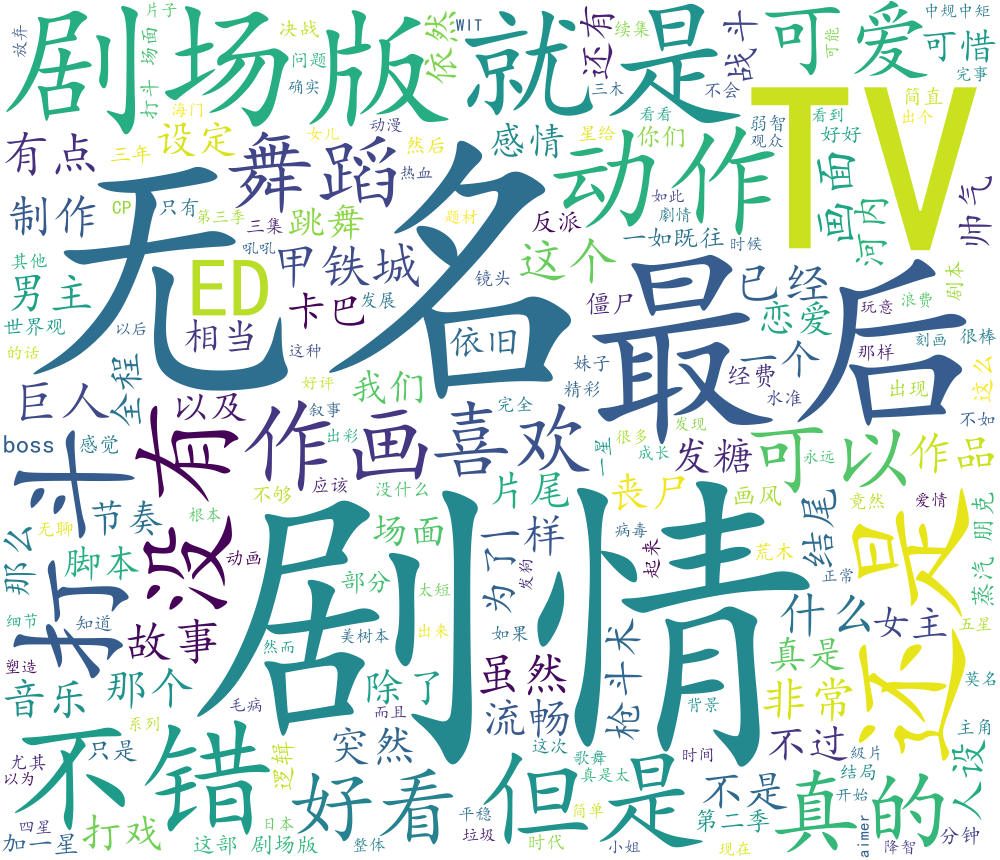 剧场版
就是
可爱
TV
无名
最后
剧情
动作
舞蹈
作画
喜欢
打斗
没有
不错
好看
但是
真的
还是
可以
ED
甲铁城
卡巴
相当
依旧
这个
感情
设定
有点
制作
男主
巨人
boss
感觉
全程
以及
我们
跳舞
依然
还有
战斗
可惜
画面
河内
帅气
已经
恋爱
一个
经费
发糖
作品
片尾
丧尸
画风
结尾
什么
女主
非常
真是
不过
不是
第二季
人设
流畅
虽然
除了
枪斗术
为了
一样
场面
部分
故事
脚本
节奏
那么
音乐
那个
突然
打戏
加一星
四星
只是
逻辑
这部
剧场版
日本
整体
平稳
垃圾
时代
简单
小姐
现在
aimer
降智
分钟
开始
结局
級片
主角
莫名
五星
蒸汽
朋克
正常
荒木
竟然
爱情
永远
发现
很多
成长
一星
病毒
起来
发狗
如果
太短
出来
美树本
然而
而且
毛病
系列
背景
这次
歌舞
真是太
时间
没什么
应该
不够
动画
根本
知道
无聊
细节
塑造
尤其
以为
叙事
出彩
完全
好评
这种
以后
的话
世界观
其他
发展
镜头
僵尸
妹子
精彩
水准
不如
这么
出现
那样
刻画
很棒
玩意
浪费
剧本
时候
一如既往
劇情
如此
反派
题材
吼吼
三集
第三季
只有
CP
三年
女儿
热血
动漫
然后
星给
你们
看看
三木
不会
弱智
观众
看到
好好
简直
出个
完事
中规中矩
可能
续集
WIT
决战
问题
确实
海门
打斗
场面
片子
放弃